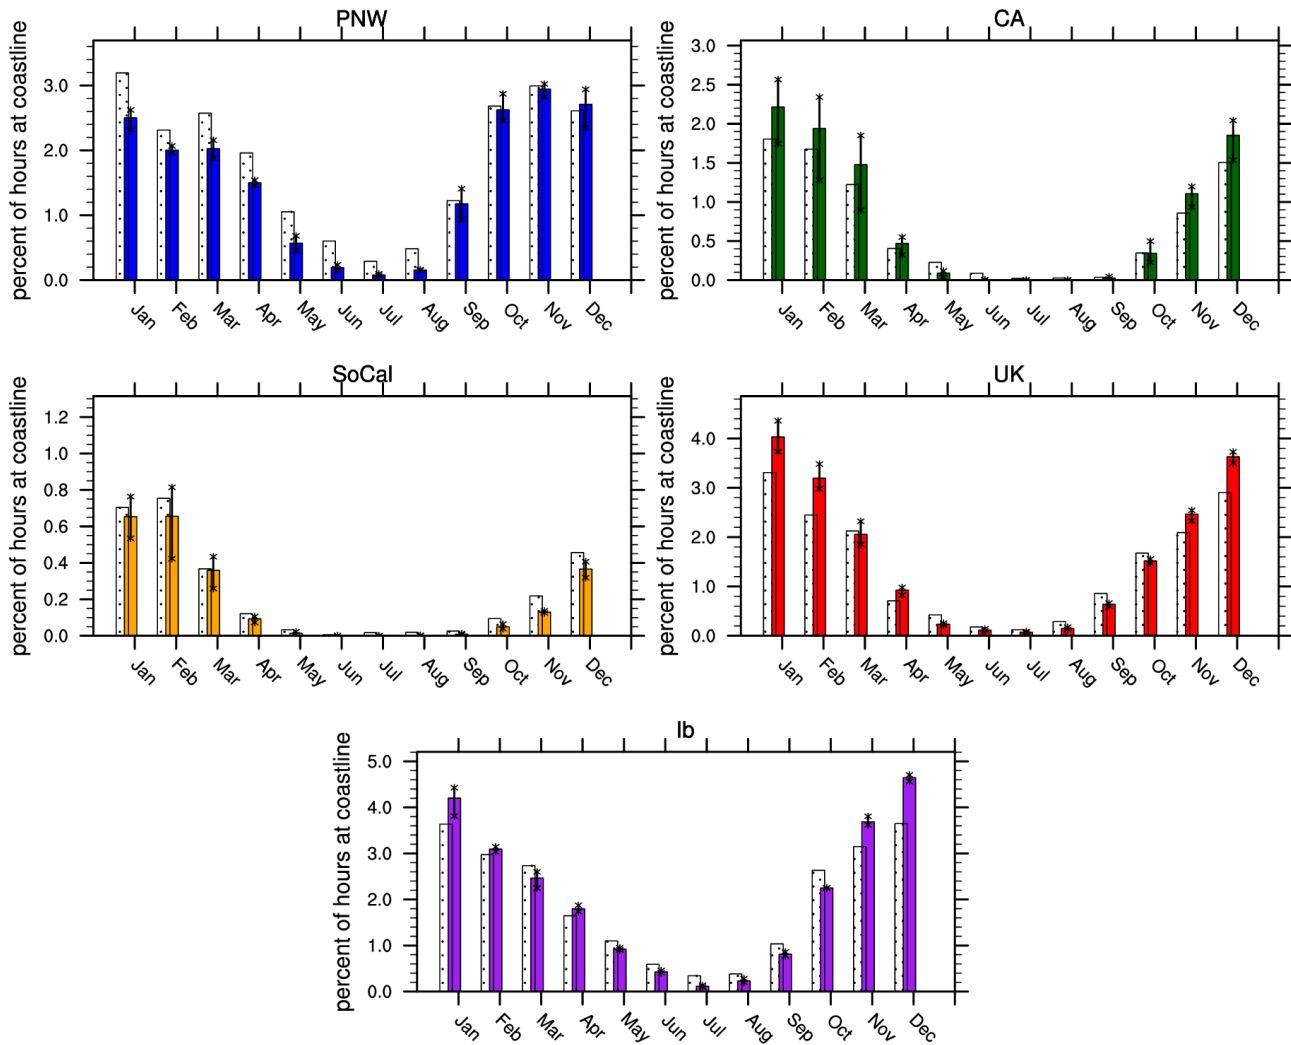 PNW
percent of hours at coastline
3.0
2.0
1.0
0.0
Jan Feb Mar Apr May Jun Jul Aug Sep Oct Nov Dec
CA
percent of hours at coastline
3.0
2.5
2.0
1.5
1.0
0.5
0.0
Jan Feb Mar Apr May Jun Jul Aug Sep Oct Nov Dec
SoCal
percent of hours at coastline
1.2
1.0
0.8
0.6
0.4
0.2
0.0
Jan Feb Mar Apr May Jun Jul Aug Sep Oct Nov Dec
UK
percent of hours at coastline
4.0
3.0
2.0
1.0
0.0
Jan Feb Mar Apr May Jun Jul Aug Sep Oct Nov Dec
Ib
percent of hours at coastline
5.0
4.0
3.0
2.0
1.0
0.0
Jan Feb Mar Apr May Jun Jul Aug Sep Oct Nov Dec